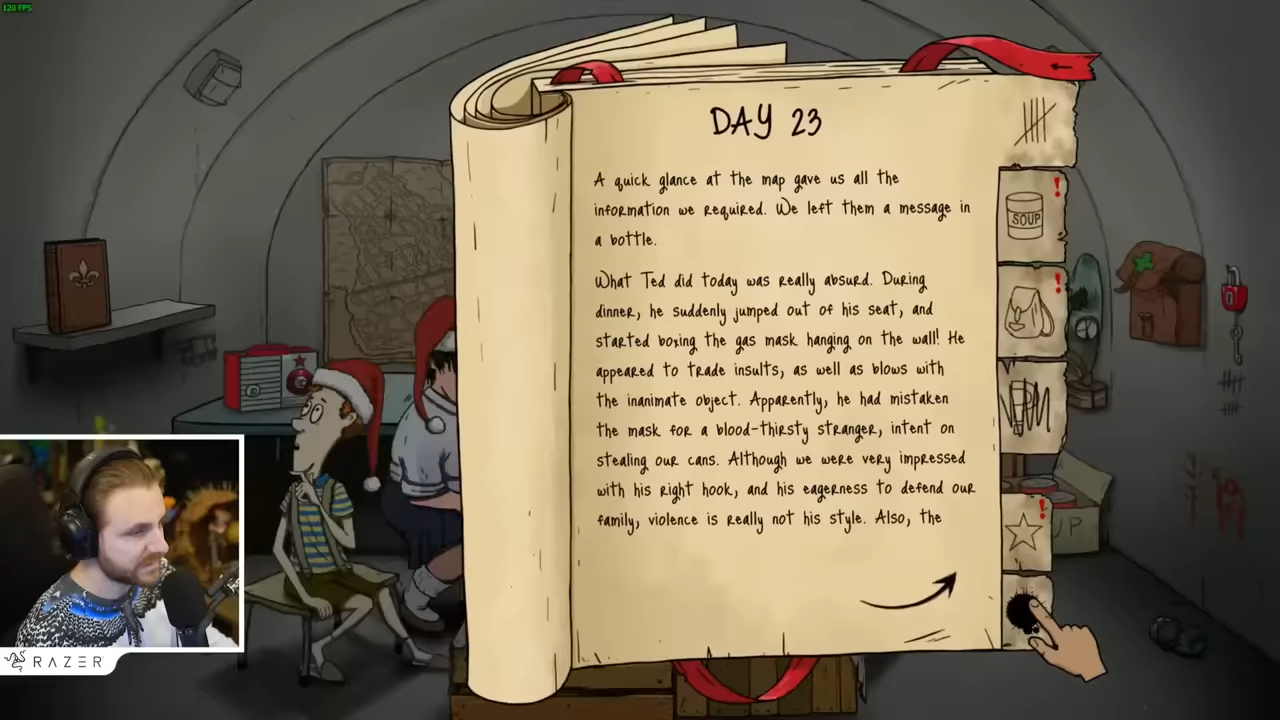 120 FPS
DAY 23
A quick glance at the map gave us all the
information we required. We left them a message in
a bottle.
What Ted did today was really absurd. During
dinner, he suddenly jumped out of his seat, and
started boxing the gas mask hanging on the wall! He
appeared to trade insults, as well as blows with
the inanimate object. Apparently, he had mistaken
the mask for a blood-thirsty stranger, intent on
stealing our cans. Although we were very impressed
with his right hook, and his eagerness to defend our
family, violence is really not his style. Also, the
!
SOUP
!
!
UP
RAZER